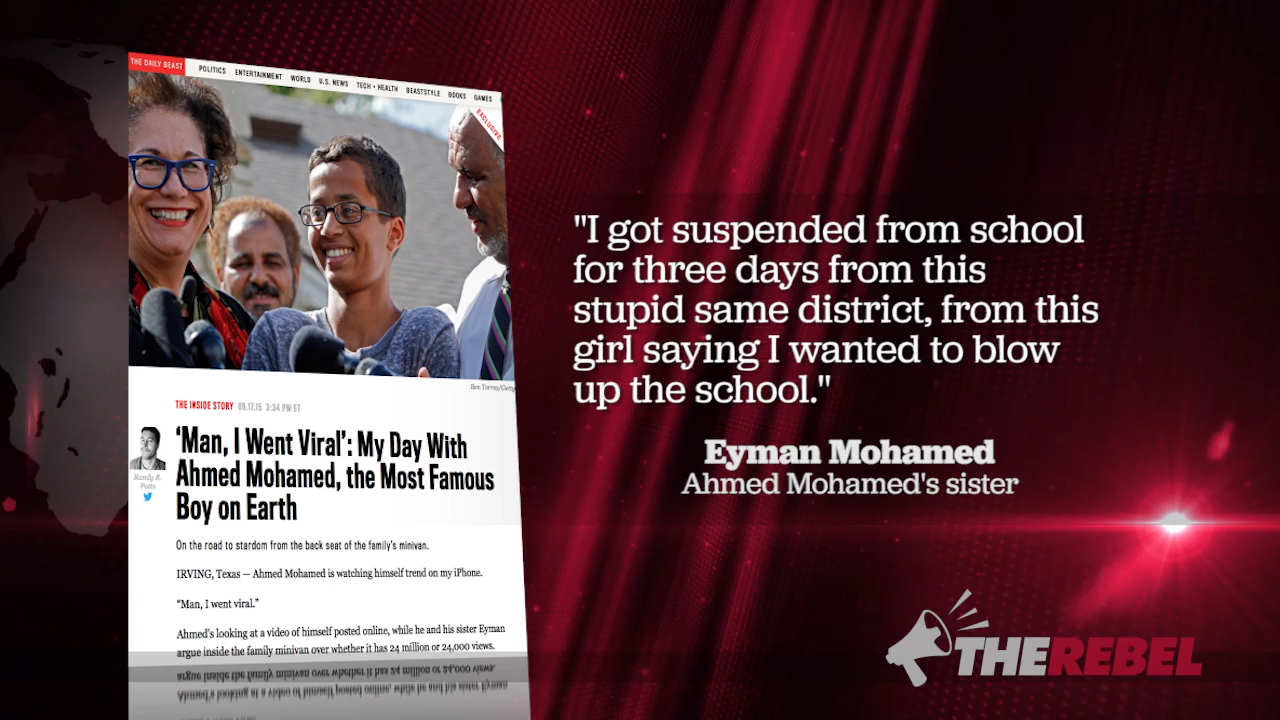 THE DAILY BEAST
POLITICS ENTERTAINMENT WORLD U.S. NEWS TECH + HEALTH BEASTSTYLE BOOKS GAMES
EXCLUSIVE
Ben Torres/Getty
THE INSIDE STORY 09.17.15 3:34 PM ET
'Man, I Went Viral': My Day With
Ahmed Mohamed, the Most Famous
Boy on Earth
Randy R.
Potts
On the road to stardom from the back seat of the family's minivan.
IRVING, Texas — Ahmed Mohamed is watching himself trend on my iPhone.
“Man, I went viral.”
Ahmed's looking at a video of himself posted online, while he and his sister Eyman
argue inside the family minivan over whether it has 24 million or 24,000 views.
"I got suspended from school
for three days from this
stupid same district, from this
girl saying I wanted to blow
up the school."
Eyman Mohamed
Ahmed Mohamed's sister
THEREBEL